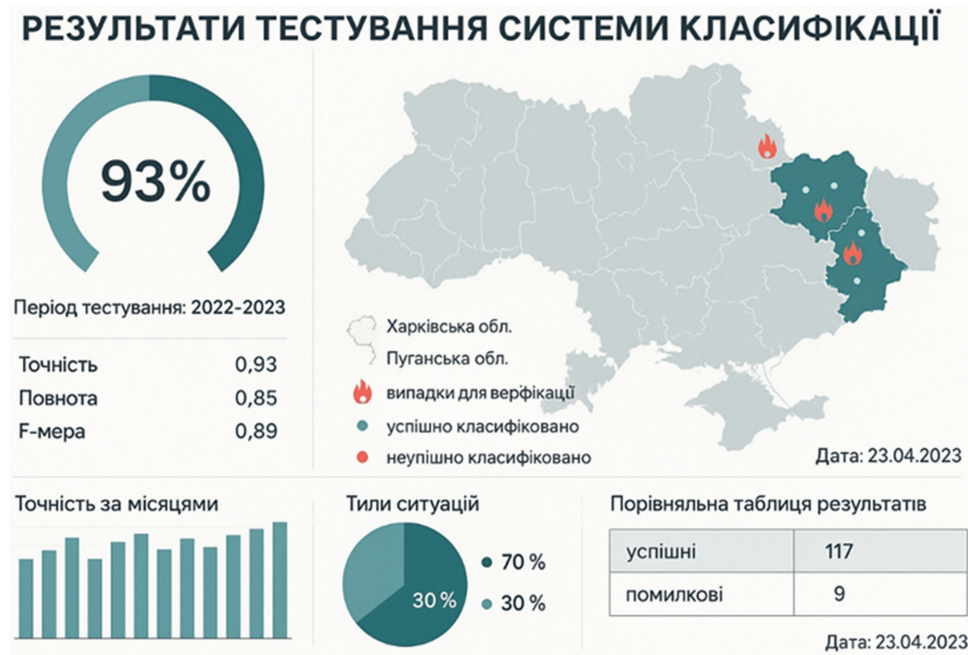 РЕЗУЛЬТАТИ ТЕСТУВАННЯ СИСТЕМИ КЛАСИФІКАЦІЇ
93%
Період тестування: 2022-2023
Точність 0,93
Повнота 0,85
F-мера 0,89
Харківська обл.
Пуганська обл.
випадки для верфікації
успішно класифіковано
неупішно класифіковано
Дата: 23.04.2023
Точність за місяцями
Тили ситуацій
30%
70 %
30 %
Порівняльна таблиця результатів
успішні 117
помилкові 9
Дата: 23.04.2023